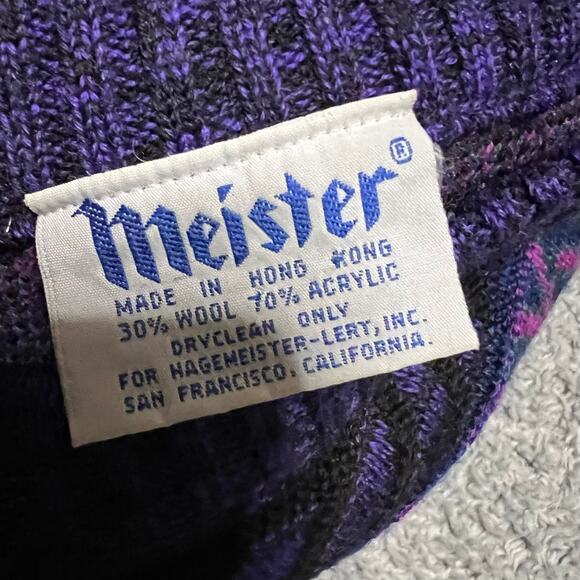 Meister®
MADE IN HONG KONG
30% WOOL 70% ACRYLIC
DRYCLEAN ONLY
FOR HAGEMEISTER-LERT, INC.
SAN FRANCISCO, CALIFORNIA.